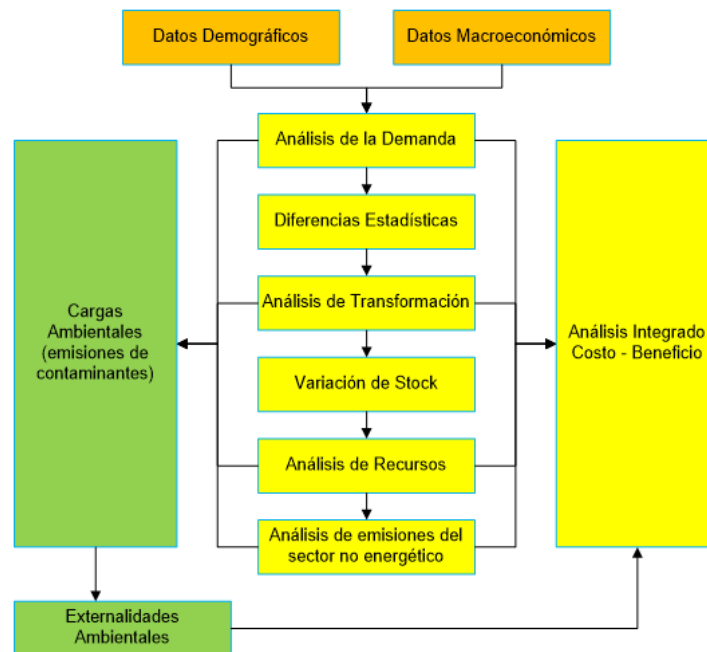 Datos Demográficos
Datos Macroeconómicos
Análisis de la Demanda
Diferencias Estadísticas
Análisis de Transformación
Variación de Stock
Análisis de Recursos
Análisis de emisiones del
sector no energético
Cargas
Ambientales
(emisiones de
contaminantes)
Análisis Integrado
Costo - Beneficio
Externalidades
Ambientales